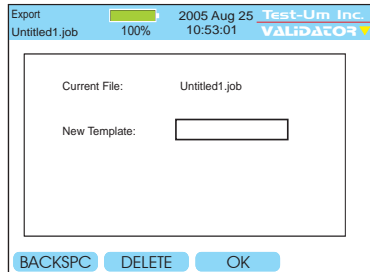 Export 2005 Aug 25 Test-Um Inc.
Untitled1.job 100% 10:53:01 VALIDATOR
Current File: Untitled1.job
New Template:
BACKSPC DELETE OK